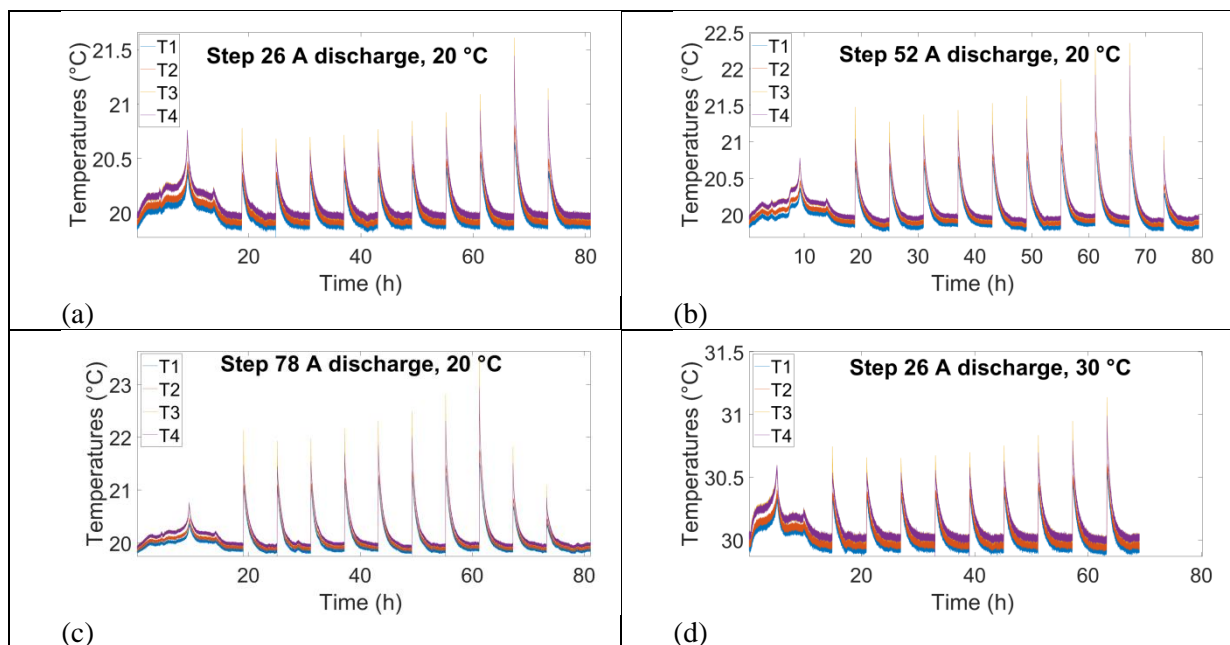 Step 26 A discharge, 20 °C
T1
T2
T3
T4
Temperatures (°C)
21.5
21
20.5
20
0
20
40
60
80
Time (h)
(a)
Step 52 A discharge, 20 °C
T1
T2
T3
T4
Temperatures (°C)
22.5
22
21.5
21
20.5
20
10
20
30
40
50
60
70
80
Time (h)
(b)
Step 78 A discharge, 20 °C
T1
T2
T3
T4
Temperatures (°C)
23
22
21
20
20
40
60
80
Time (h)
(c)
Step 26 A discharge, 30 °C
T1
T2
T3
T4
Temperatures (°C)
31.5
31
30.5
30
20
40
60
80
Time (h)
(d)